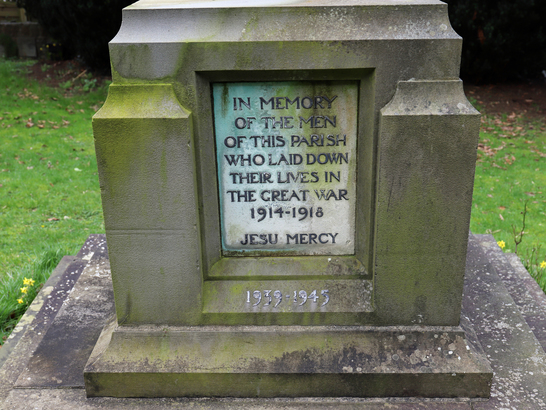 IN MEMORY
OF THE MEN
OF THIS PARISH
WHO LAID DOWN
THEIR LIVES IN
THE GREAT WAR
1914-1918
JESU MERCY
1939-1945